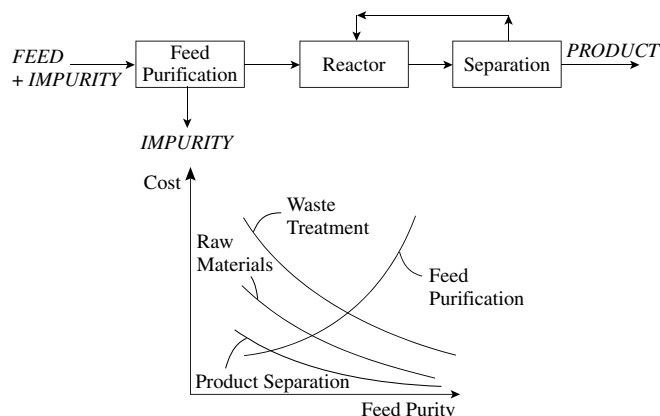 FEED
+ IMPURITY
Feed
Purification
Reactor
Separation
PRODUCT
IMPURITY
Cost
Waste
Treatment
Raw
Materials
Feed
Purification
Product Separation
Feed Purity